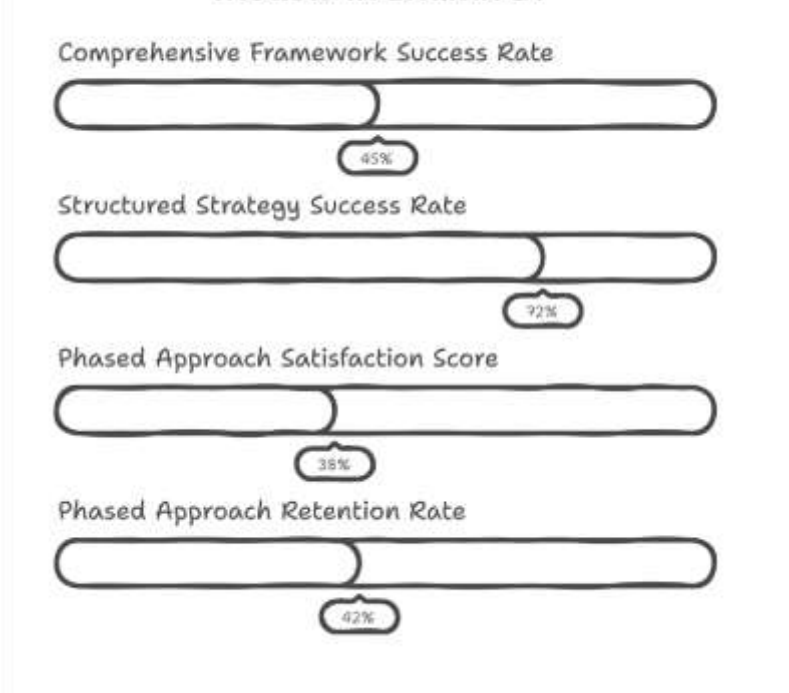 Comprehensive Framework Success Rate
45%
Structured Strategy Success Rate
72%
Phased Approach Satisfaction Score
38%
Phased Approach Retention Rate
42%